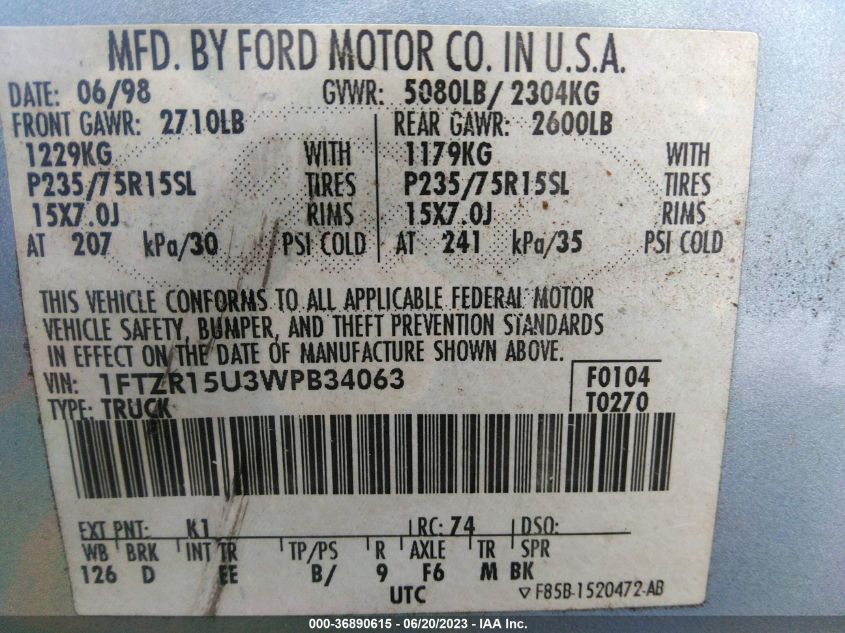 MFD. BY FORD MOTOR CO. IN U.S.A.
DATE: 06/98 GVWR: 5080LB/ 2304KG
FRONT GAWR: 2710LB REAR GAWR: 2600LB
1229KG WITH 1179KG WITH
P235/75R15SL TIRES P235/75R15SL TIRES
15X7.0J RIMS 15X7.0J RIMS
AT 207 kPa/30 PSI COLD AT 241 kPa/35 PSI COLD
THIS VEHICLE CONFORMS TO ALL APPLICABLE FEDERAL MOTOR
VEHICLE SAFETY, BUMPER, AND THEFT PREVENTION STANDARDS
IN EFFECT ON THE DATE OF MANUFACTURE SHOWN ABOVE.
VIN: 1FTZR15U3WPB34063 F0104
TYPE: TRUCK T0270
EXT PNT: K1 RC: 74 DSO:
WB BRK INT TR TP/PS R AXLE TR SPR
126 D EE B/ 9 F6 M BK
UTC ▽ F85B-1520472-AB
000-36890615 - 06/20/2023 - IAA Inc.